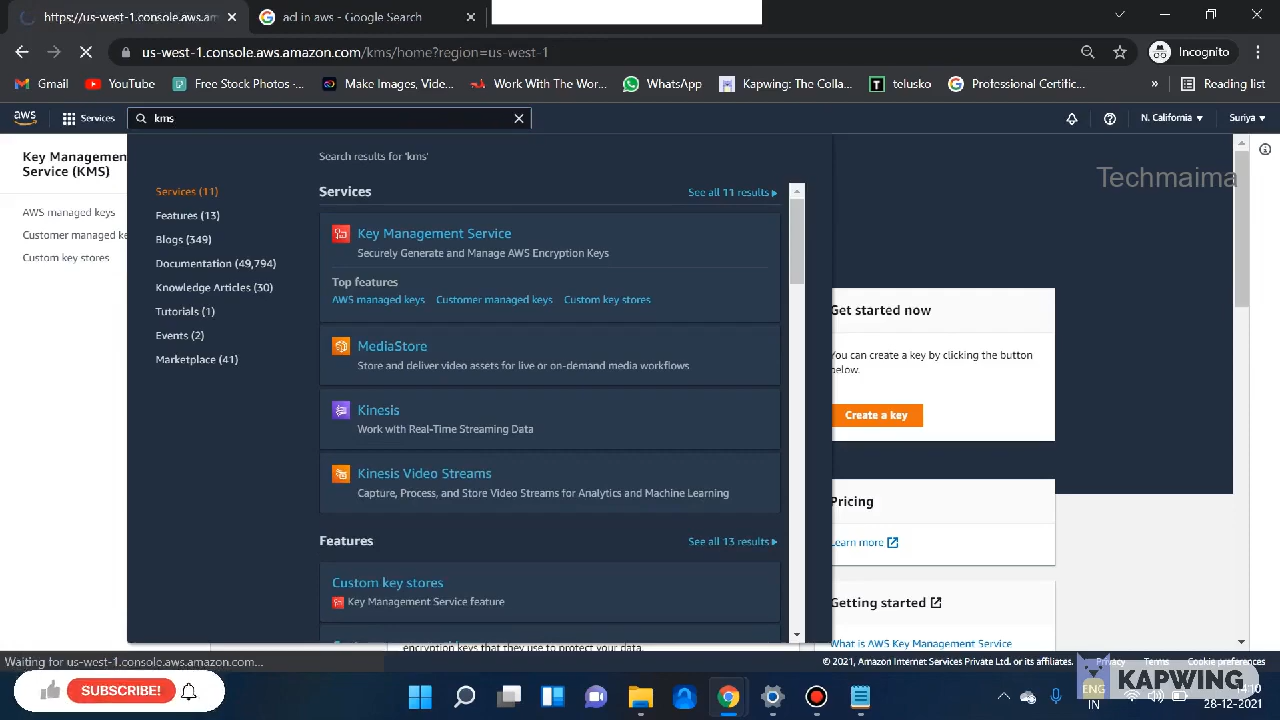 https://us-west-1.console.aws.am
ad in aws - Google Search
us-west-1.console.aws.amazon.com/kms/home?region=us-west-1
Incognito
Gmail
YouTube
Free Stock Photos -...
Make Images, Video...
Work With The Wor...
WhatsApp
Kapwing: The Colla...
telusko
Professional Certific...
»
Reading list
aws
Services
kms
N. California
Suriya
Key Management
Service (KMS)
AWS managed keys
Customer managed ke
Custom key stores
Search results for 'kms'
Services (11)
Features (13)
Blogs (349)
Documentation (49,794)
Knowledge Articles (30)
Tutorials (1)
Events (2)
Marketplace (41)
Services
See all 11 results
Key Management Service
Securely Generate and Manage AWS Encryption Keys
Top features
AWS managed keys
Customer managed keys
Custom key stores
MediaStore
Store and deliver video assets for live or on-demand media workflows
Kinesis
Work with Real-Time Streaming Data
Kinesis Video Streams
Capture, Process, and Store Video Streams for Analytics and Machine Learning
Features
See all 13 results
Custom key stores
Key Management Service feature
encryption keys that they use to protect your data.
Techmaima
Get started now
You can create a key by clicking the button
below.
Create a key
Pricing
Learn more
Getting started
What is AWS Key Management Service
Waiting for us-west-1.console.aws.amazon.com...
© 2021, Amazon Internet Services Private Ltd. or its affiliates.
Privacy
Terms
Cookie preferences
SUBSCRIBE!
KAPWING
ENG
IN
14:10
28-12-2021